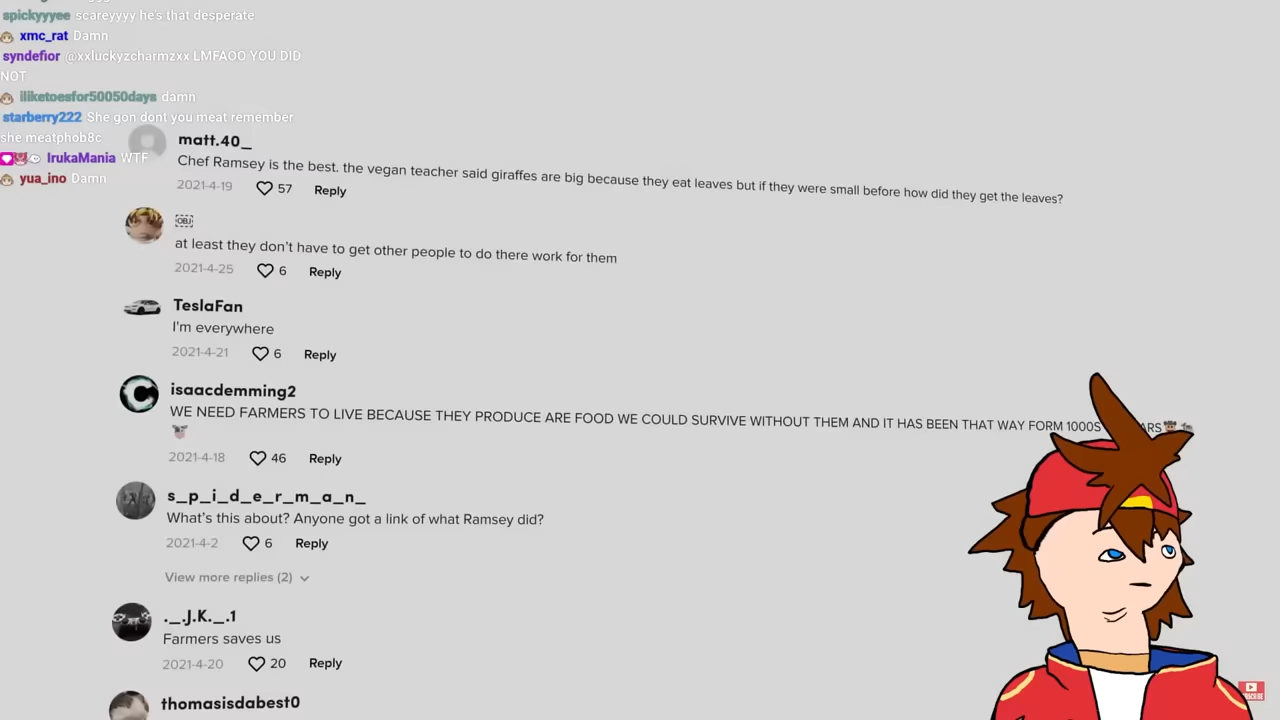 spickyyyee scareyyyy he's that desperate
xmc_rat Damn
syndefior @xxluckyzcharmzxx LMFAOO YOU DID
NOT
iliketoesfor50050days damn
starberry222 She gon dont you meat remember
she meatphob8c
IrukaMania WTF
yua_ino Damn
matt.40_
Chef Ramsey is the best. the vegan teacher said giraffes are big because they eat leaves but if they were small before how did they get the leaves?
2021-4-19 57 Reply
OBJ
at least they don't have to get other people to do there work for them
2021-4-25 6 Reply
TeslaFan
I'm everywhere
2021-4-21 6 Reply
isaacdemming2
WE NEED FARMERS TO LIVE BECAUSE THEY PRODUCE ARE FOOD WE COULD SURVIVE WITHOUT THEM AND IT HAS BEEN THAT WAY FORM 1000S
2021-4-18 46 Reply
s_p_i_d_e_r_m_a_n_
What's this about? Anyone got a link of what Ramsey did?
2021-4-2 6 Reply
View more replies (2)
._.J.K._.1
Farmers saves us
2021-4-20 20 Reply
thomasisdabest0